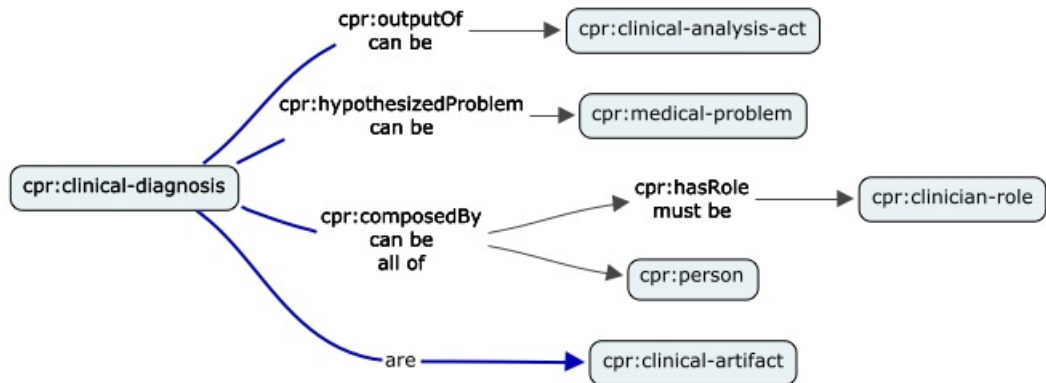 cpr:outputOf
can be
cpr:clinical-analysis-act
cpr:hypothesizedProblem
can be
cpr:medical-problem
cpr:clinical-diagnosis
cpr:composedBy
can be
all of
cpr:hasRole
must be
cpr:clinician-role
cpr:person
are
cpr:clinical-artifact